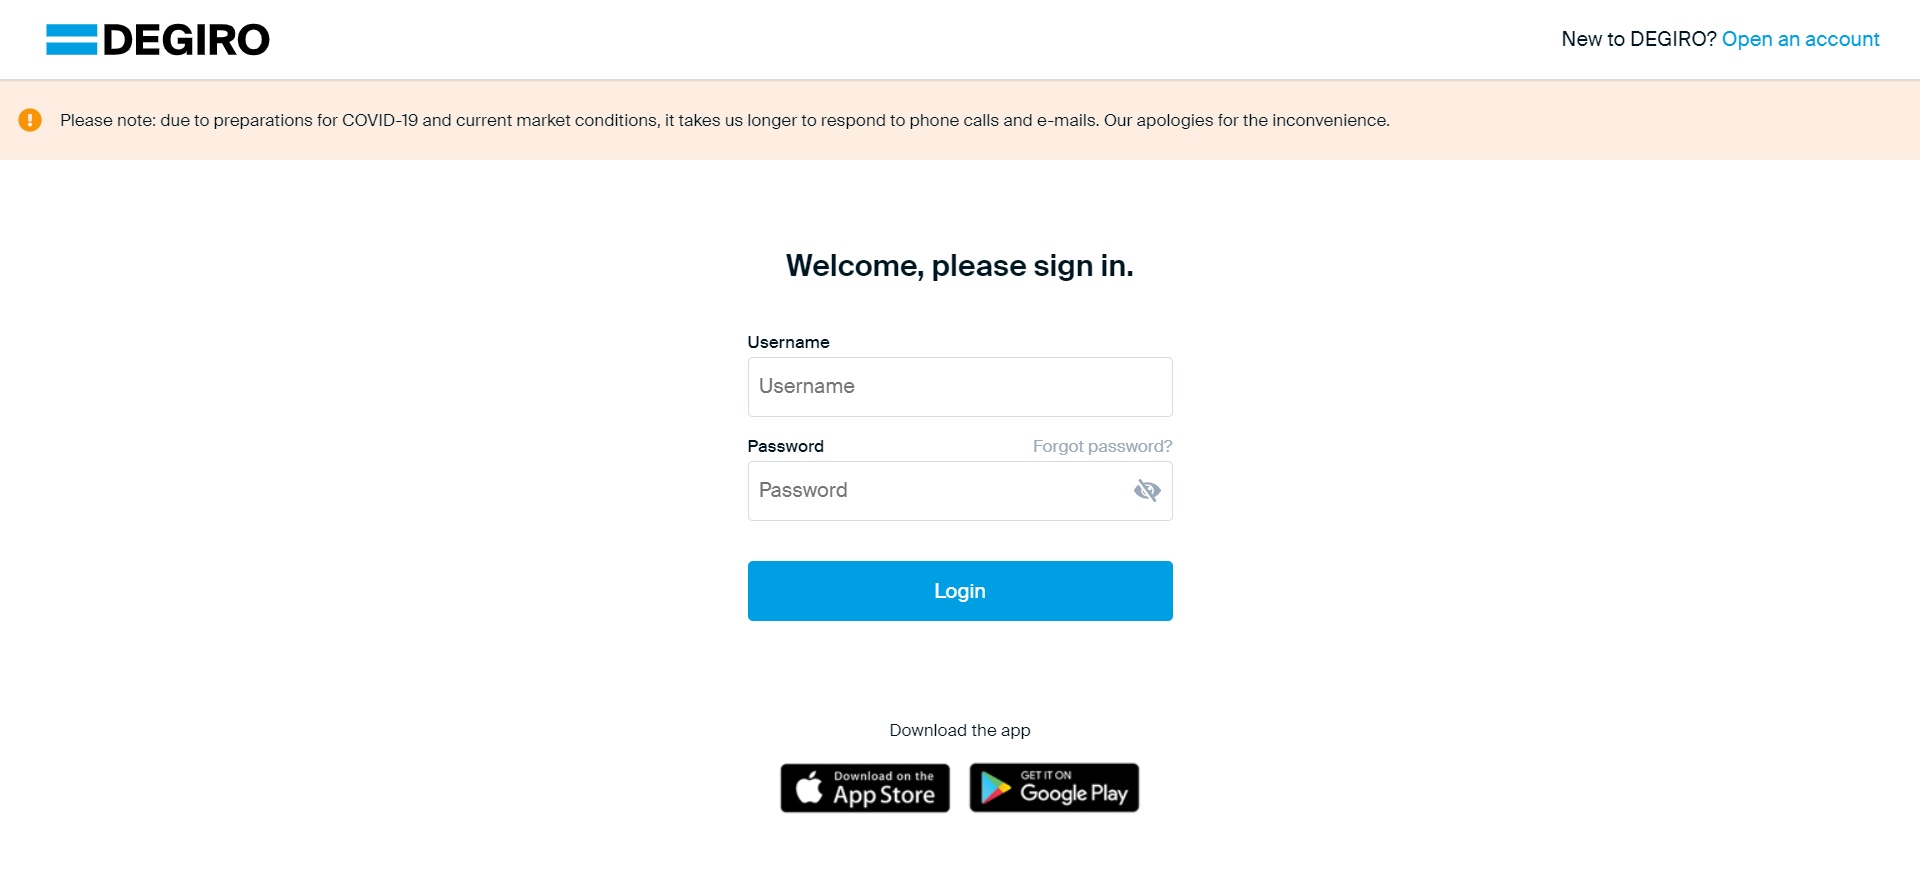 DEGIRO
New to DEGIRO? Open an account
Please note: due to preparations for COVID-19 and current market conditions, it takes us longer to respond to phone calls and e-mails. Our apologies for the inconvenience.
Welcome, please sign in.
Username
Username
Password Forgot password?
Password
Login
Download the app
Download on the
App Store
GET IT ON
Google Play